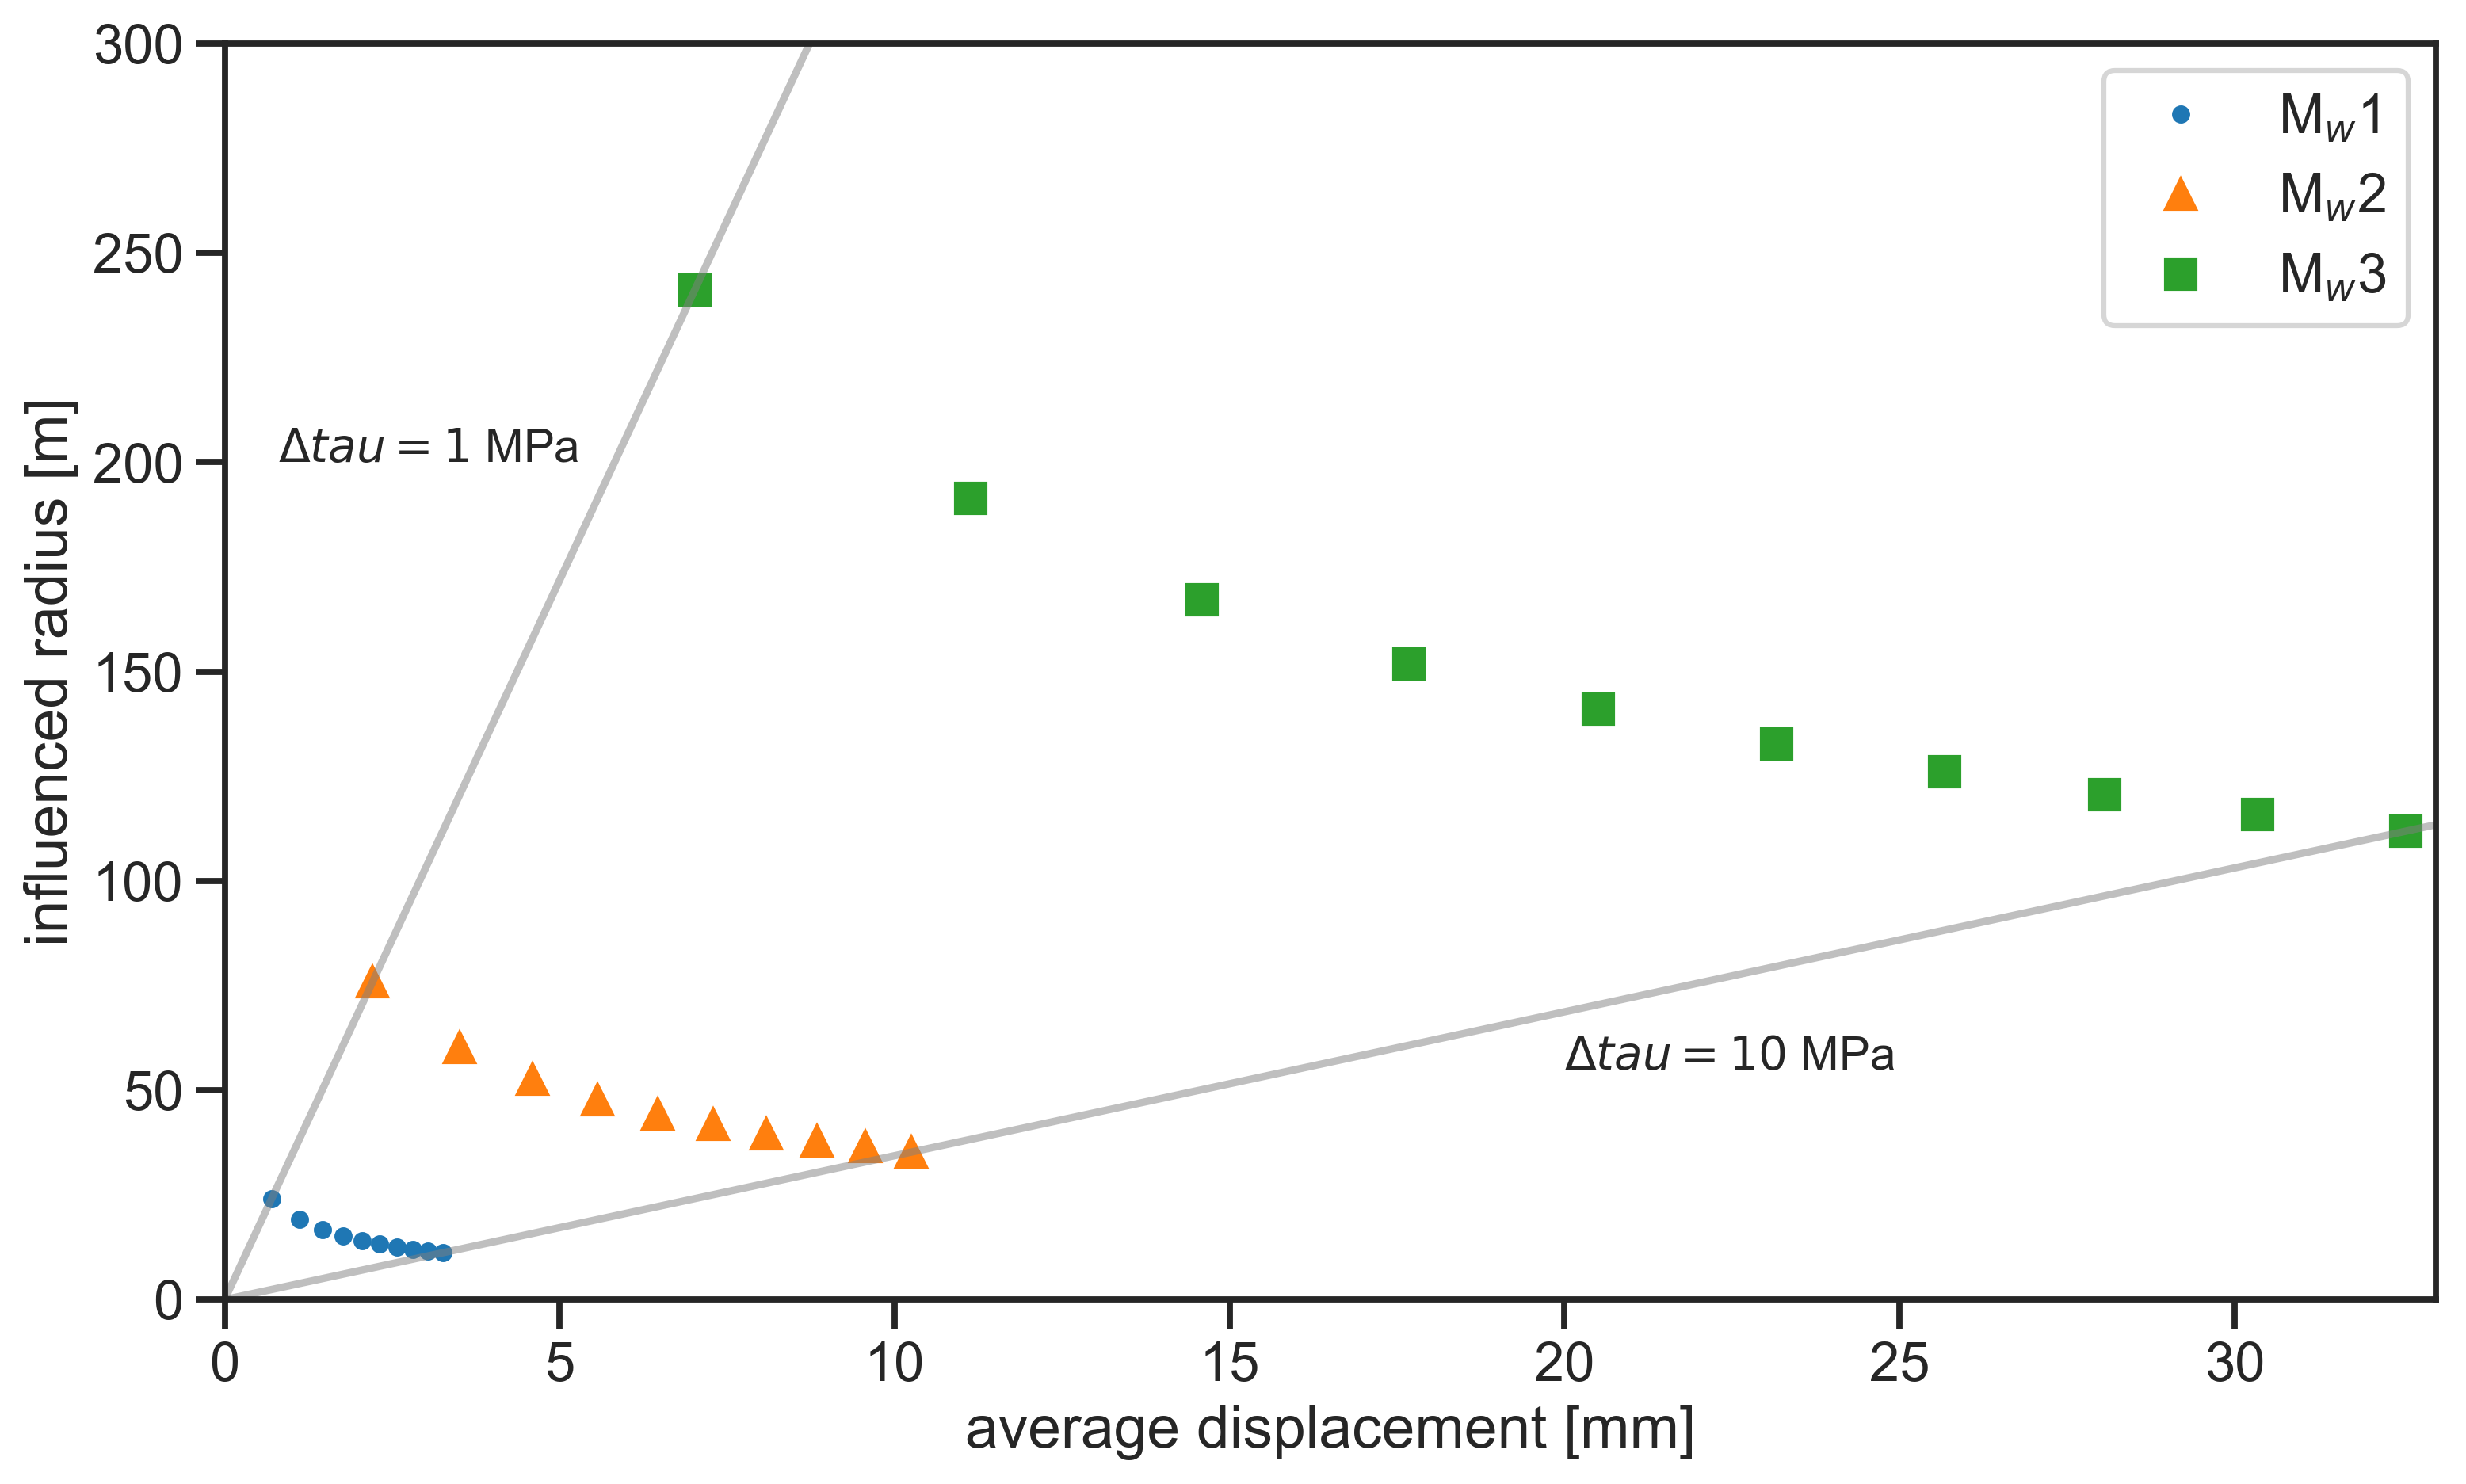 300
250
200
150
100
50
0
influenced radius [m]
Δtau = 1 MPa
Δtau = 10 MPa
M_w1
M_w2
M_w3
0 5 10 15 20 25 30
average displacement [mm]